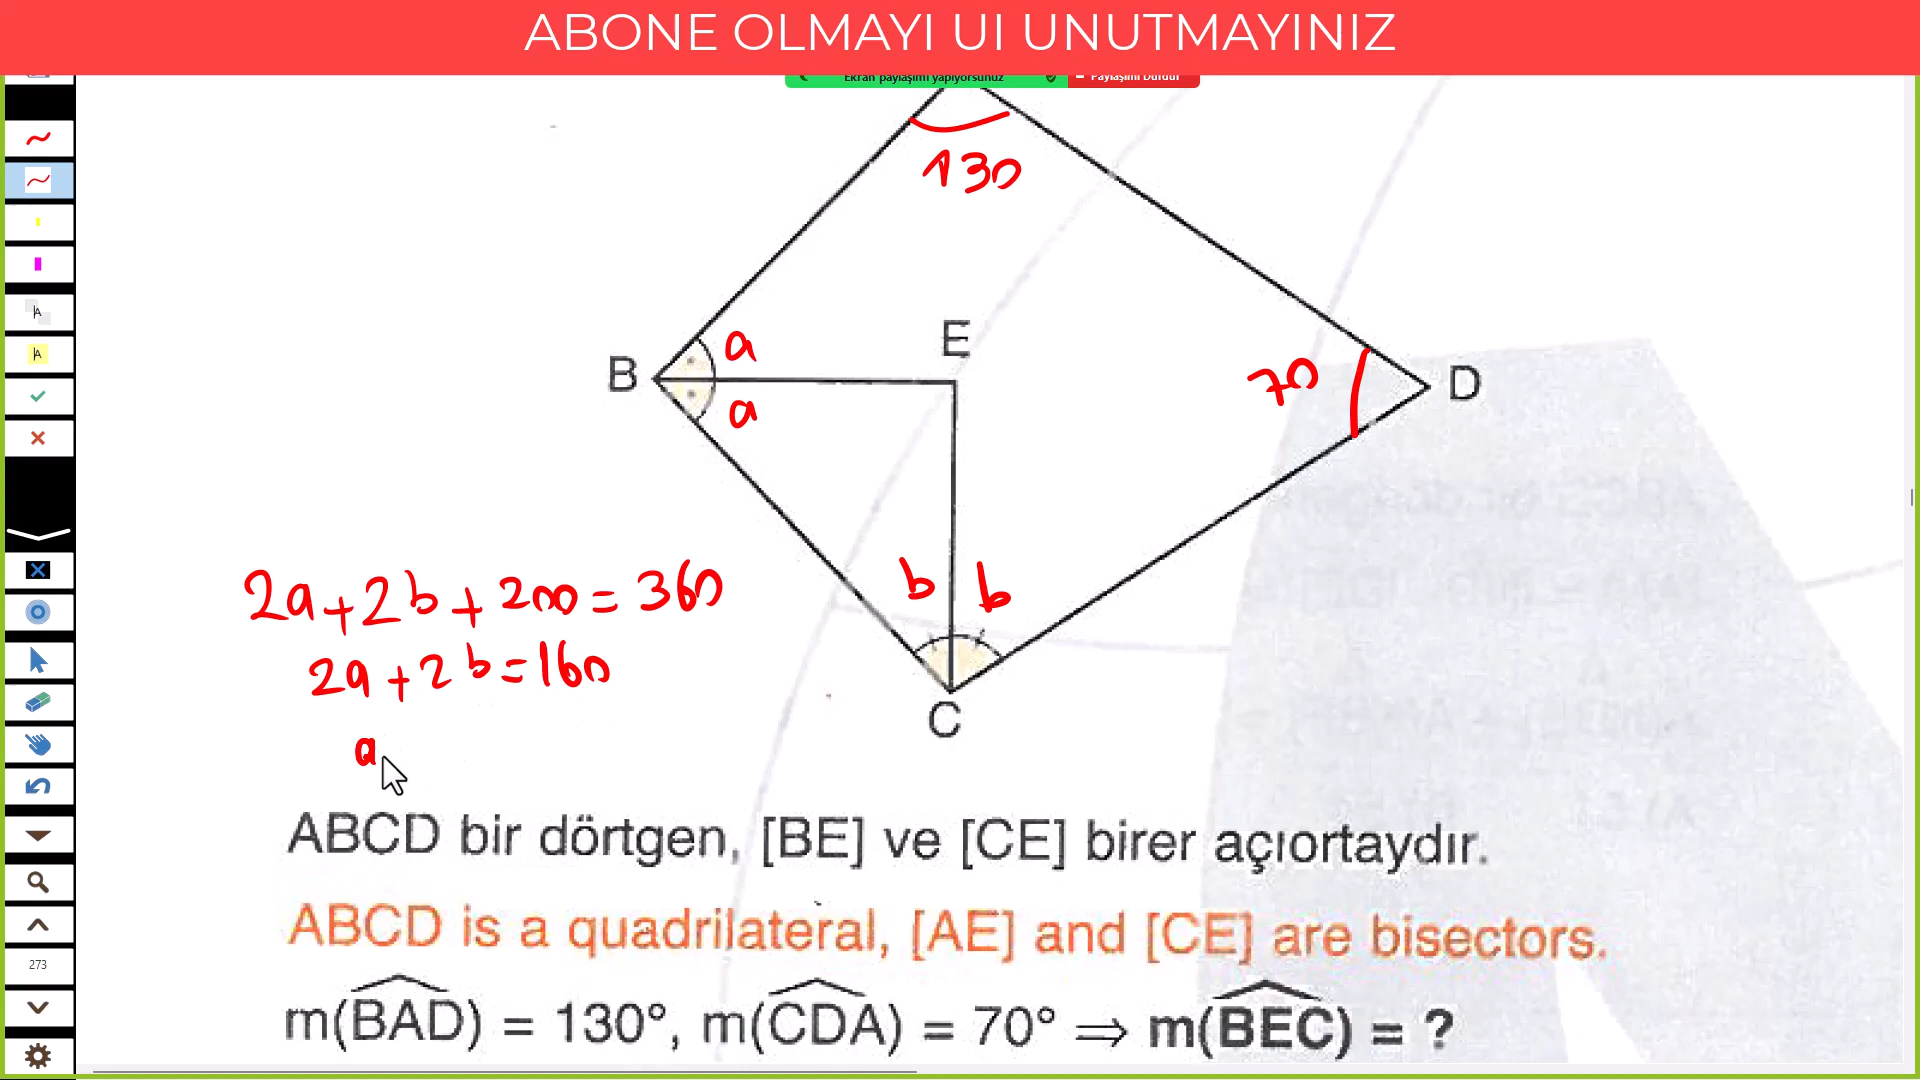 ABONE OLMAYI UI UNUTMAYINIZ
Ekran paylaşımı yapıyorsunuz
Paylaşımı Durdur
130
B
a
a
E
70
D
b b
2a+2b+200=360
2a+2b=160
C
a
ABCD bir dörtgen, [BE] ve [CE] birer açıortaydır.
ABCD is a quadrilateral, [AE] and [CE] are bisectors.
m(BAD) = 130°, m(CDA) = 70° ⇒ m(BEC) = ?
A
A
273